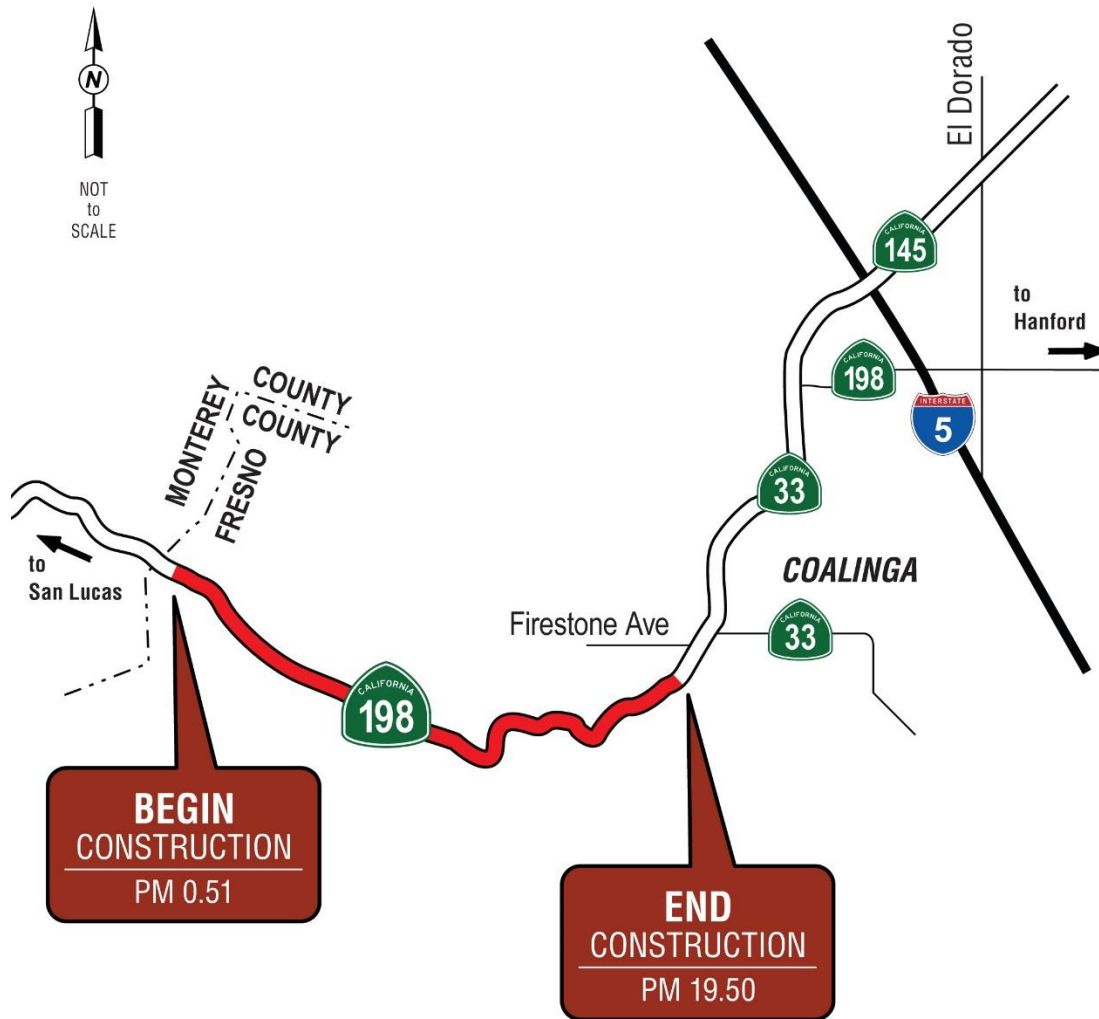 N
NOT
to
SCALE
El Dorado
CALIFORNIA
145
to
Hanford
CALIFORNIA
198
INTERSTATE
5
MONTEREY
COUNTY
COUNTY
FRESNO
CALIFORNIA
33
to
San Lucas
COALINGA
Firestone Ave
CALIFORNIA
33
CALIFORNIA
198
BEGIN
CONSTRUCTION
PM 0.51
END
CONSTRUCTION
PM 19.50